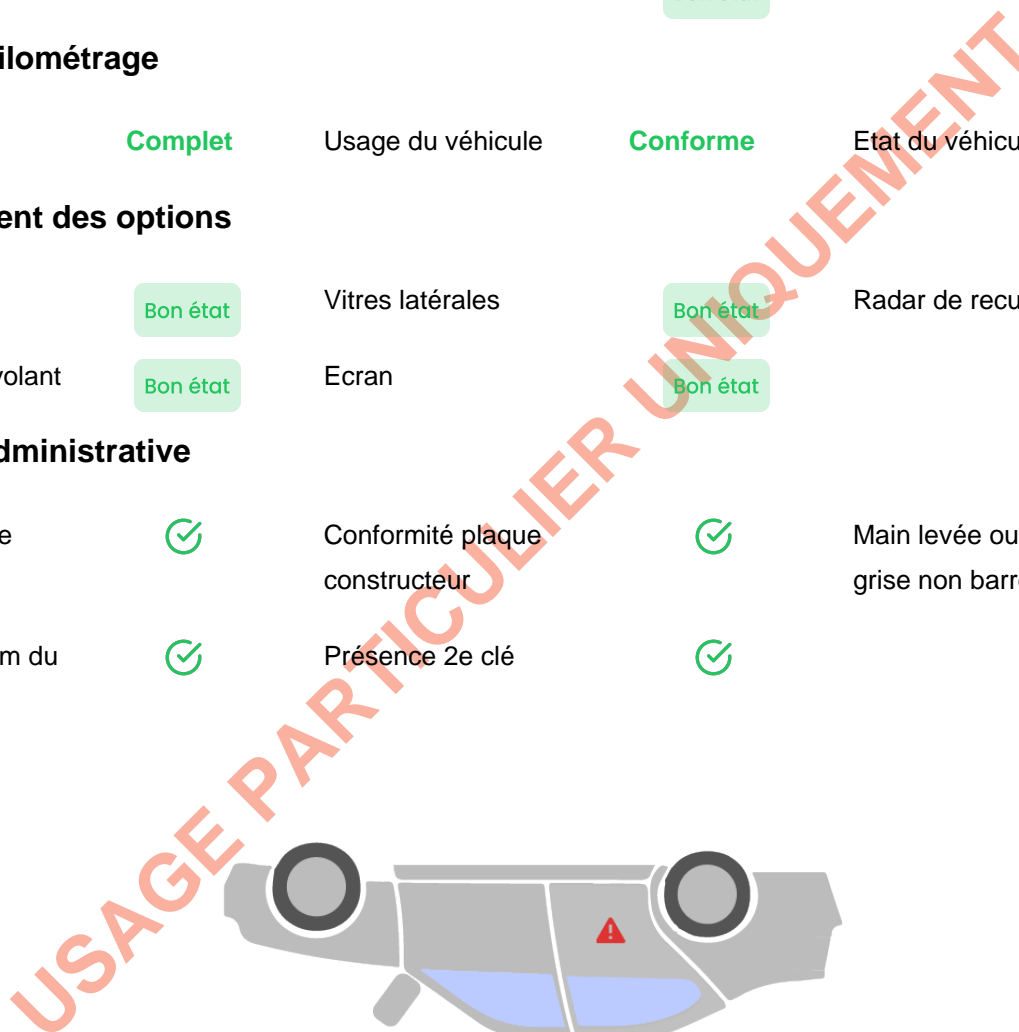 ilométrage
Complet Usage du véhicule Conforme Etat du véhicu
ent des options
Bon état Vitres latérales Bon état Radar de recu
volant Bon état Ecran Bon état
dministrative
e Conformité plaque Main levée ou
constructeur grise non barr
m du Présence 2e clé
USAGE PARTICULIER UNIQUEMENT